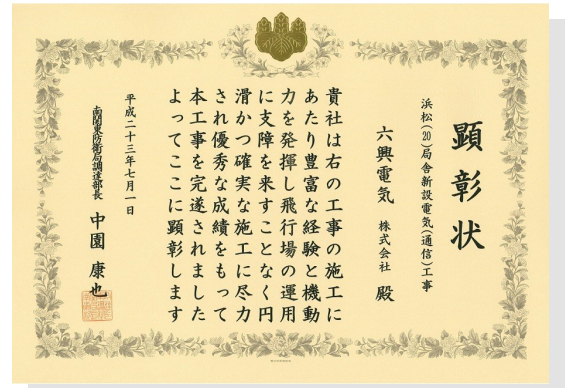 顕彰状
浜松(20)局舎新設電気(通信)工事
六興電気 株式会社 殿
貴社は右の工事の施工に
あたり豊富な経験と機動
力を発揮し飛行場の運用
に支障を来すことなく円
滑かつ確実な施工に尽力
され優秀な成績をもって
本工事を完遂されました
よってここに顕彰します
平成二十三年七月一日
南関東防衛局調達部長 中園 康也